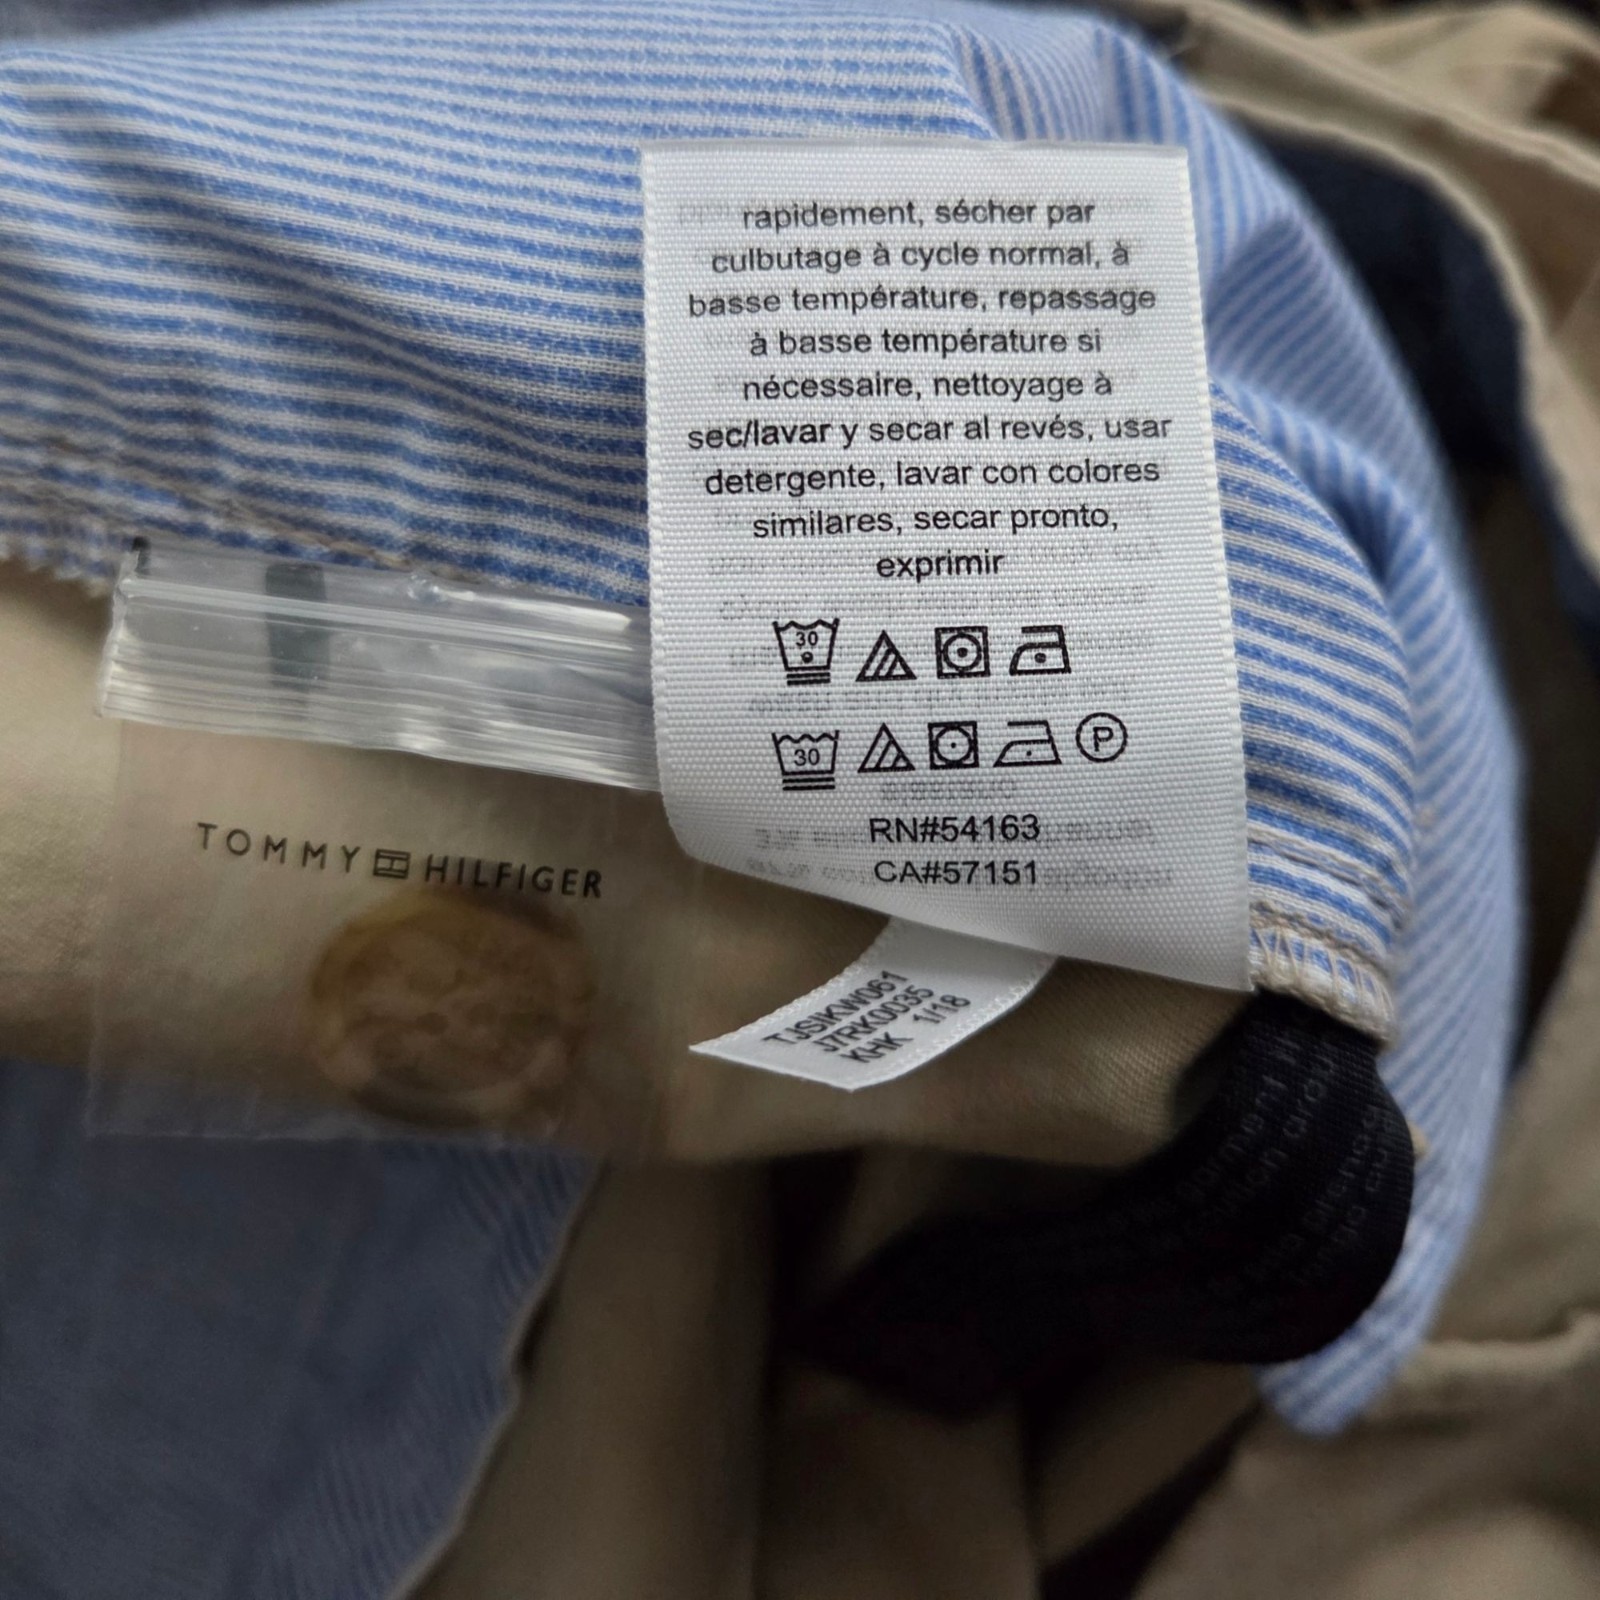 rapidement, sécher par
culbutage à cycle normal, à
basse température, repassage
à basse température si
nécessaire, nettoyage à
sec/lavar y secar al revés, usar
detergente, lavar con colores
similares, secar pronto,
exprimir
30
30
P
RN#54163
CA#57151
TOMMY HILFIGER
TJSIKW061
J7RK0035
KHK 1/18
garment